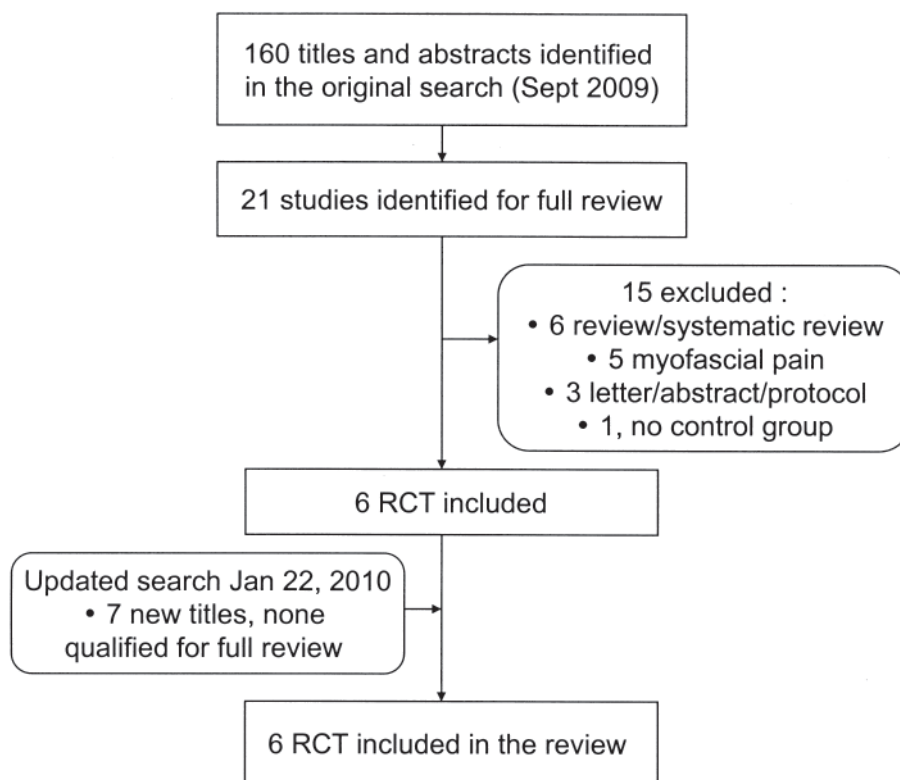 160 titles and abstracts identified
in the original search (Sept 2009)
21 studies identified for full review
15 excluded :
• 6 review/systematic review
• 5 myofascial pain
• 3 letter/abstract/protocol
• 1, no control group
6 RCT included
Updated search Jan 22, 2010
• 7 new titles, none
qualified for full review
6 RCT included in the review